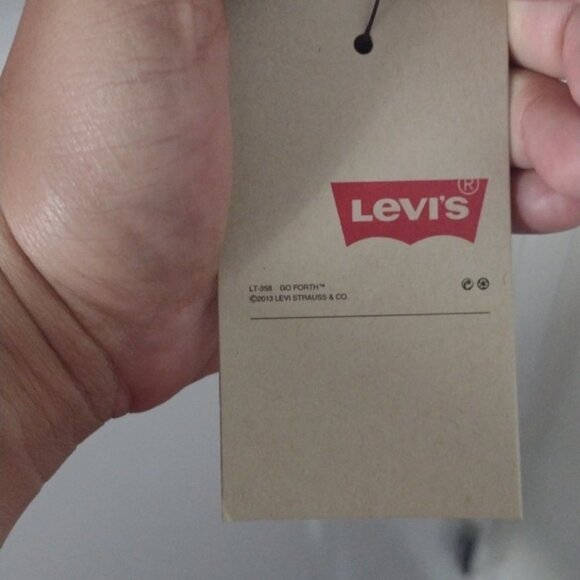 LEVI'S®
LT-358 GO FORTH™
©2013 LEVI STRAUSS & CO.